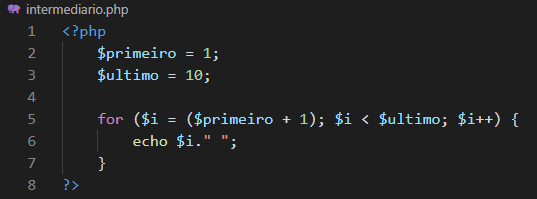 intermediario.php
1 <?php
2     $primeiro = 1;
3     $ultimo = 10;
4
5     for ($i = ($primeiro + 1); $i < $ultimo; $i++) {
6         echo $i." ";
7     }
8 ?>